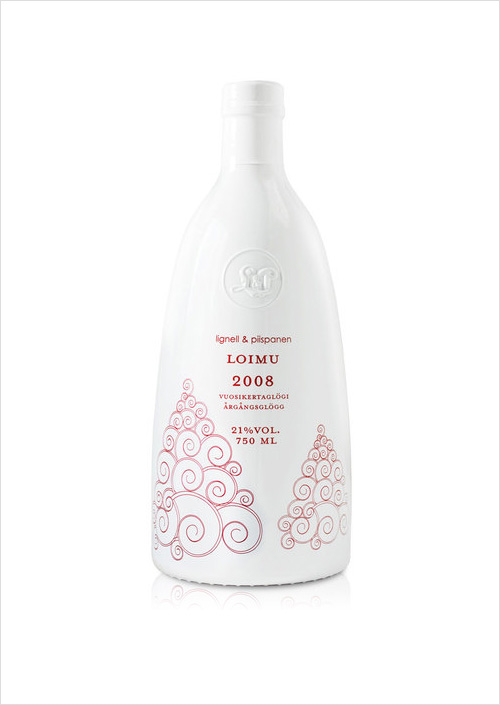 L&P
lignell & piispanen
LOIMU
2008
VUOSIKERTAGLÖGI
ÅRGÅNGSGLÖGG
21%VOL.
750 ML